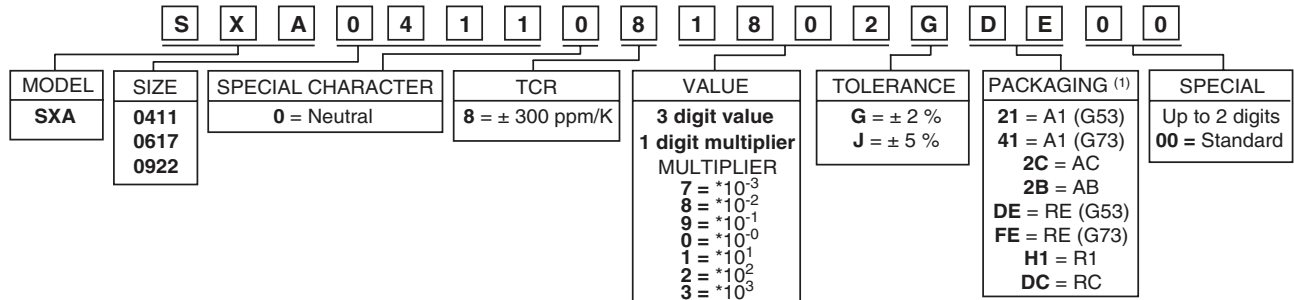 S X A 0 4 1 1 0 8 1 8 0 2 G D E 0 0
MODEL
SXA
SIZE
0411
0617
0922
SPECIAL CHARACTER
0 = Neutral
TCR
8 = ± 300 ppm/K
VALUE
3 digit value
1 digit multiplier
MULTIPLIER
7 = *10-3
8 = *10-2
9 = *10-1
0 = *10-0
1 = *101
2 = *102
3 = *103
TOLERANCE
G = ± 2 %
J = ± 5 %
PACKAGING (1)
21 = A1 (G53)
41 = A1 (G73)
2C = AC
2B = AB
DE = RE (G53)
FE = RE (G73)
H1 = R1
DC = RC
SPECIAL
Up to 2 digits
00 = Standard